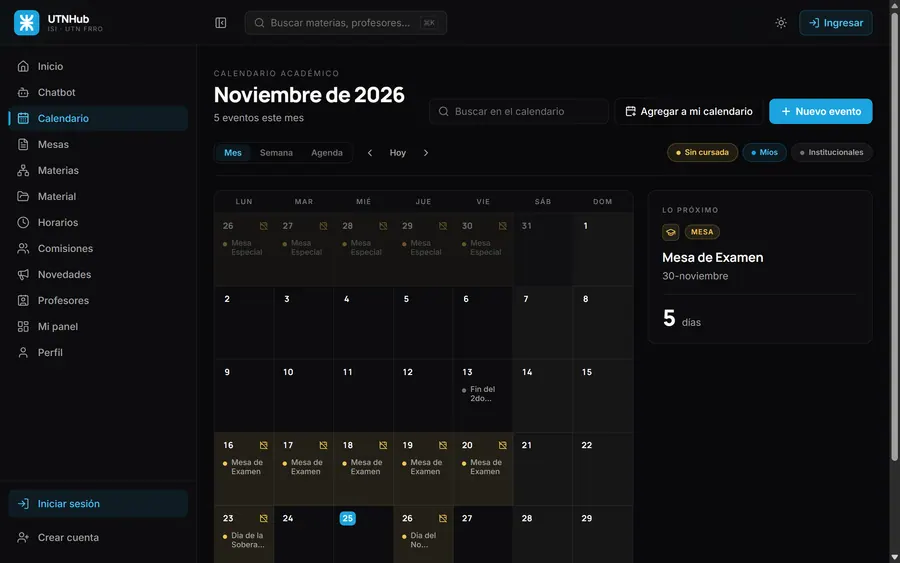 UTNHub
ISI · UTN FRRO
Buscar materias, profesores...
⌘K
Ingresar
Inicio
Chatbot
Calendario
Mesas
Materias
Material
Horarios
Comisiones
Novedades
Profesores
Mi panel
Perfil
Iniciar sesión
Crear cuenta
CALENDARIO ACADÉMICO
Noviembre de 2026
5 eventos este mes
Buscar en el calendario
Agregar a mi calendario
+ Nuevo evento
Mes Semana Agenda
Hoy
Sin cursada Míos Institucionales
LUN MAR MIÉ JUE VIE SÁB DOM
26 27 28 29 30 31 1
Mesa Mesa Mesa Mesa Mesa
Especial Especial Especial Especial Especial
2 3 4 5 6 7 8
9 10 11 12 13 14 15
Fin del
2do...
16 17 18 19 20 21 22
Mesa de Mesa de Mesa de Mesa de Mesa de
Examen Examen Examen Examen Examen
23 24 25 26 27 28 29
Dia de la Dia del
Sobera... No...
LO PRÓXIMO
MESA
Mesa de Examen
30-noviembre
5 días